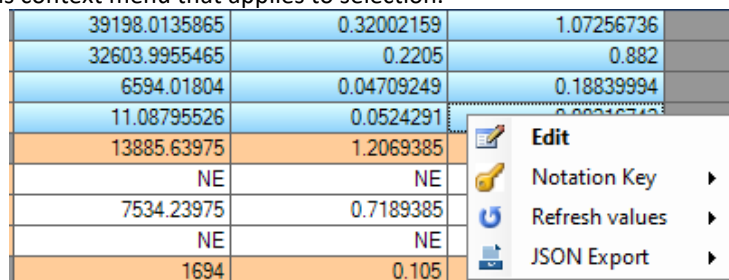 s context menu that applies to selection.
39198.0135865 0.32002159 1.07256736
32603.9955465 0.2205 0.882
6594.01804 0.04709249 0.18839994
11.08795526 0.0524291
13885.63975 1.2069385
NE NE
7534.23975 0.7189385
NE NE
1694 0.105
Edit
Notation Key
Refresh values
JSON Export